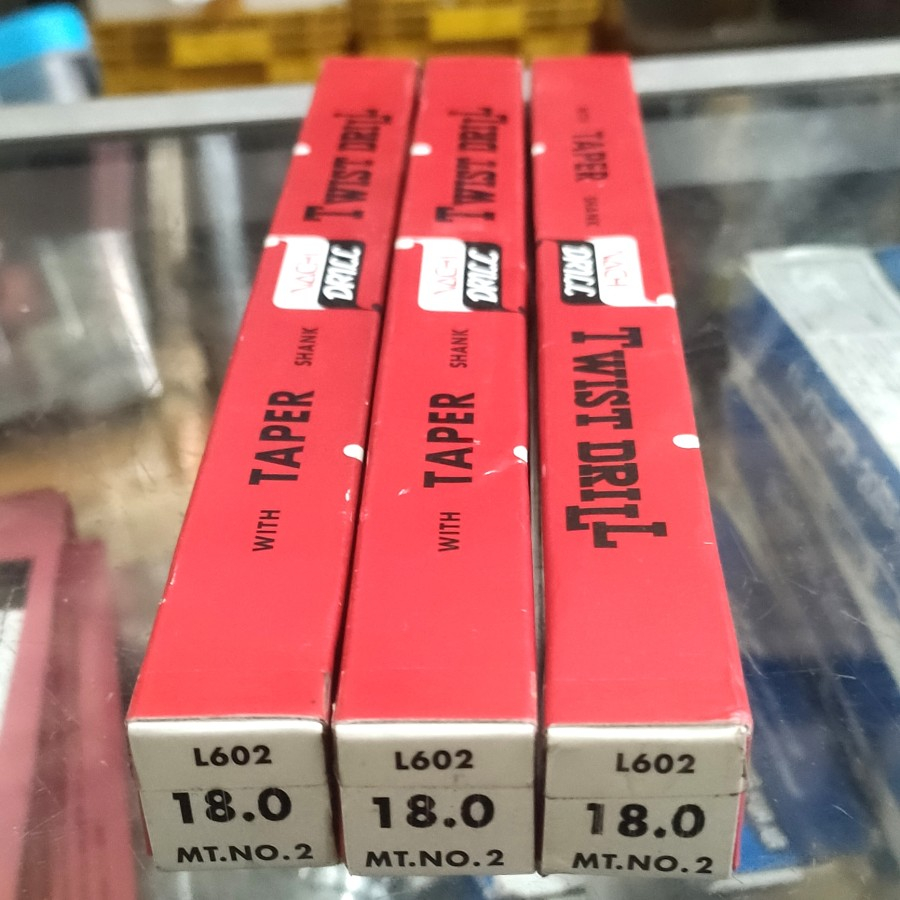 TWIST DRILL
NACHI
DRILL
WITH TAPER SHANK
L602
18.0
MT.NO.2
TWIST DRILL
NACHI
DRILL
WITH TAPER SHANK
L602
18.0
MT.NO.2
WITH TAPER SHANK
NACHI
DRILL
TWIST DRILL
L602
18.0
MT.NO.2